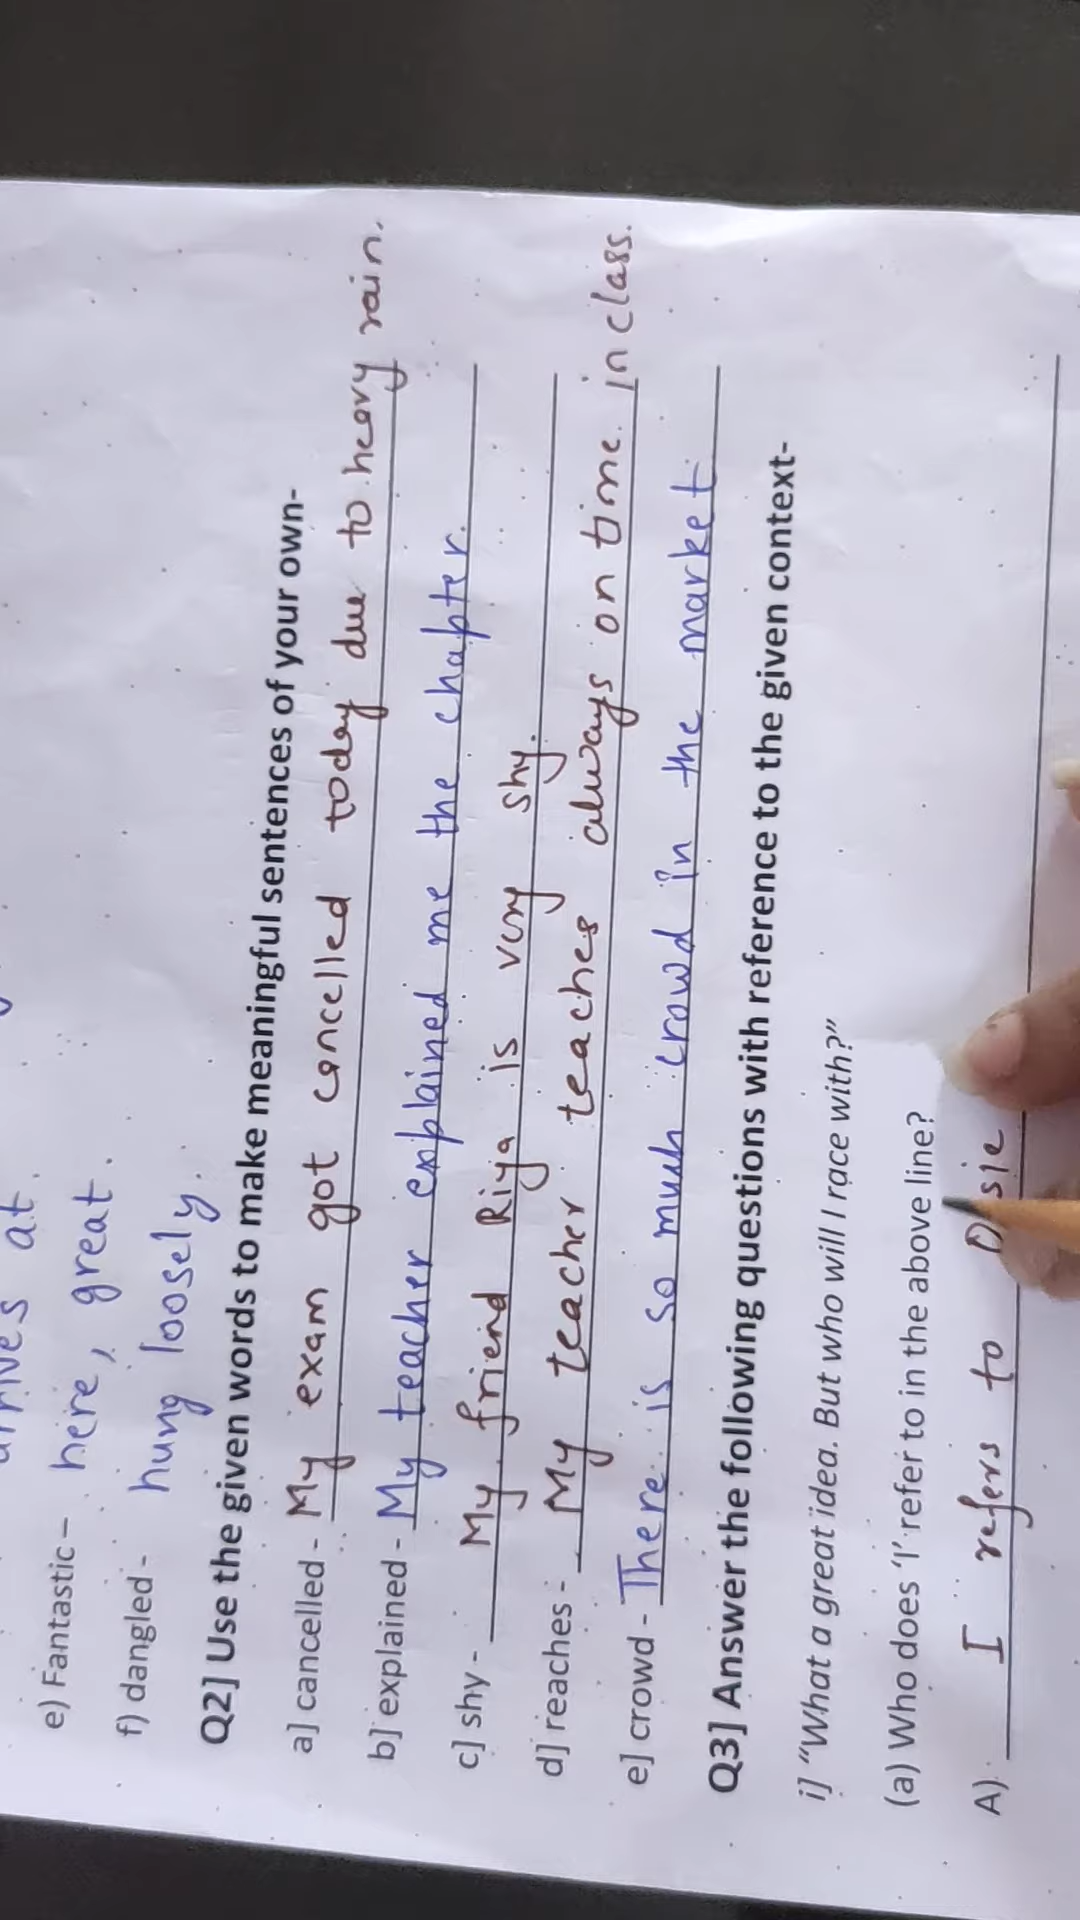 at.
e) Fantastic – here, great.
f) dangled - hung loosely.
Q2] Use the given words to make meaningful sentences of your own-
a] cancelled - My exam got cancelled today due to heavy rain.
b] explained - My teacher explained me the chapter.
c] shy - My friend Riya is very shy.
d] reaches - My teacher teaches always on time in class.
e] crowd - There is so much crowd in the market
Q3] Answer the following questions with reference to the given context-
i] “What a great idea. But who will I race with?”
(a) Who does ‘I’ refer to in the above line?
A) I refers to